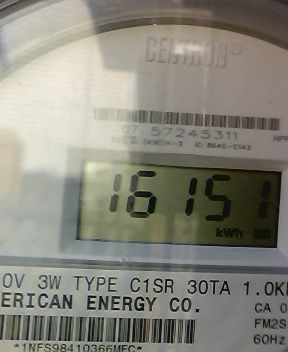 CENTRON®
07 57245311
16151
kWh
0V 3W TYPE C1SR 30TA 1.0K
ERICAN ENERGY CO. CA 0
FM2S
60Hz
*1NFS98410366MEC*